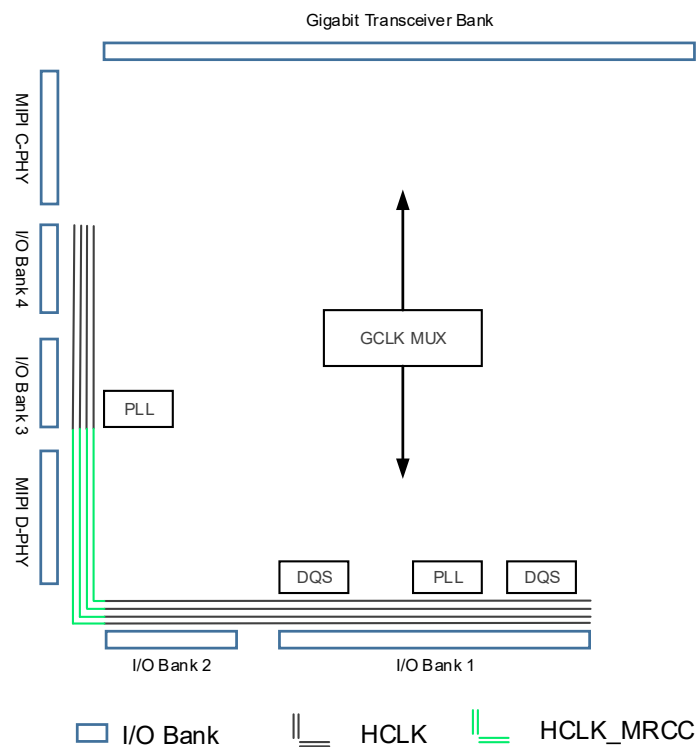 Gigabit Transceiver Bank
MIPI C-PHY
I/O Bank 4
GCLK MUX
I/O Bank 3
PLL
MIPI D-PHY
DQS
PLL
DQS
I/O Bank 2
I/O Bank 1
I/O Bank
HCLK
HCLK_MRCC